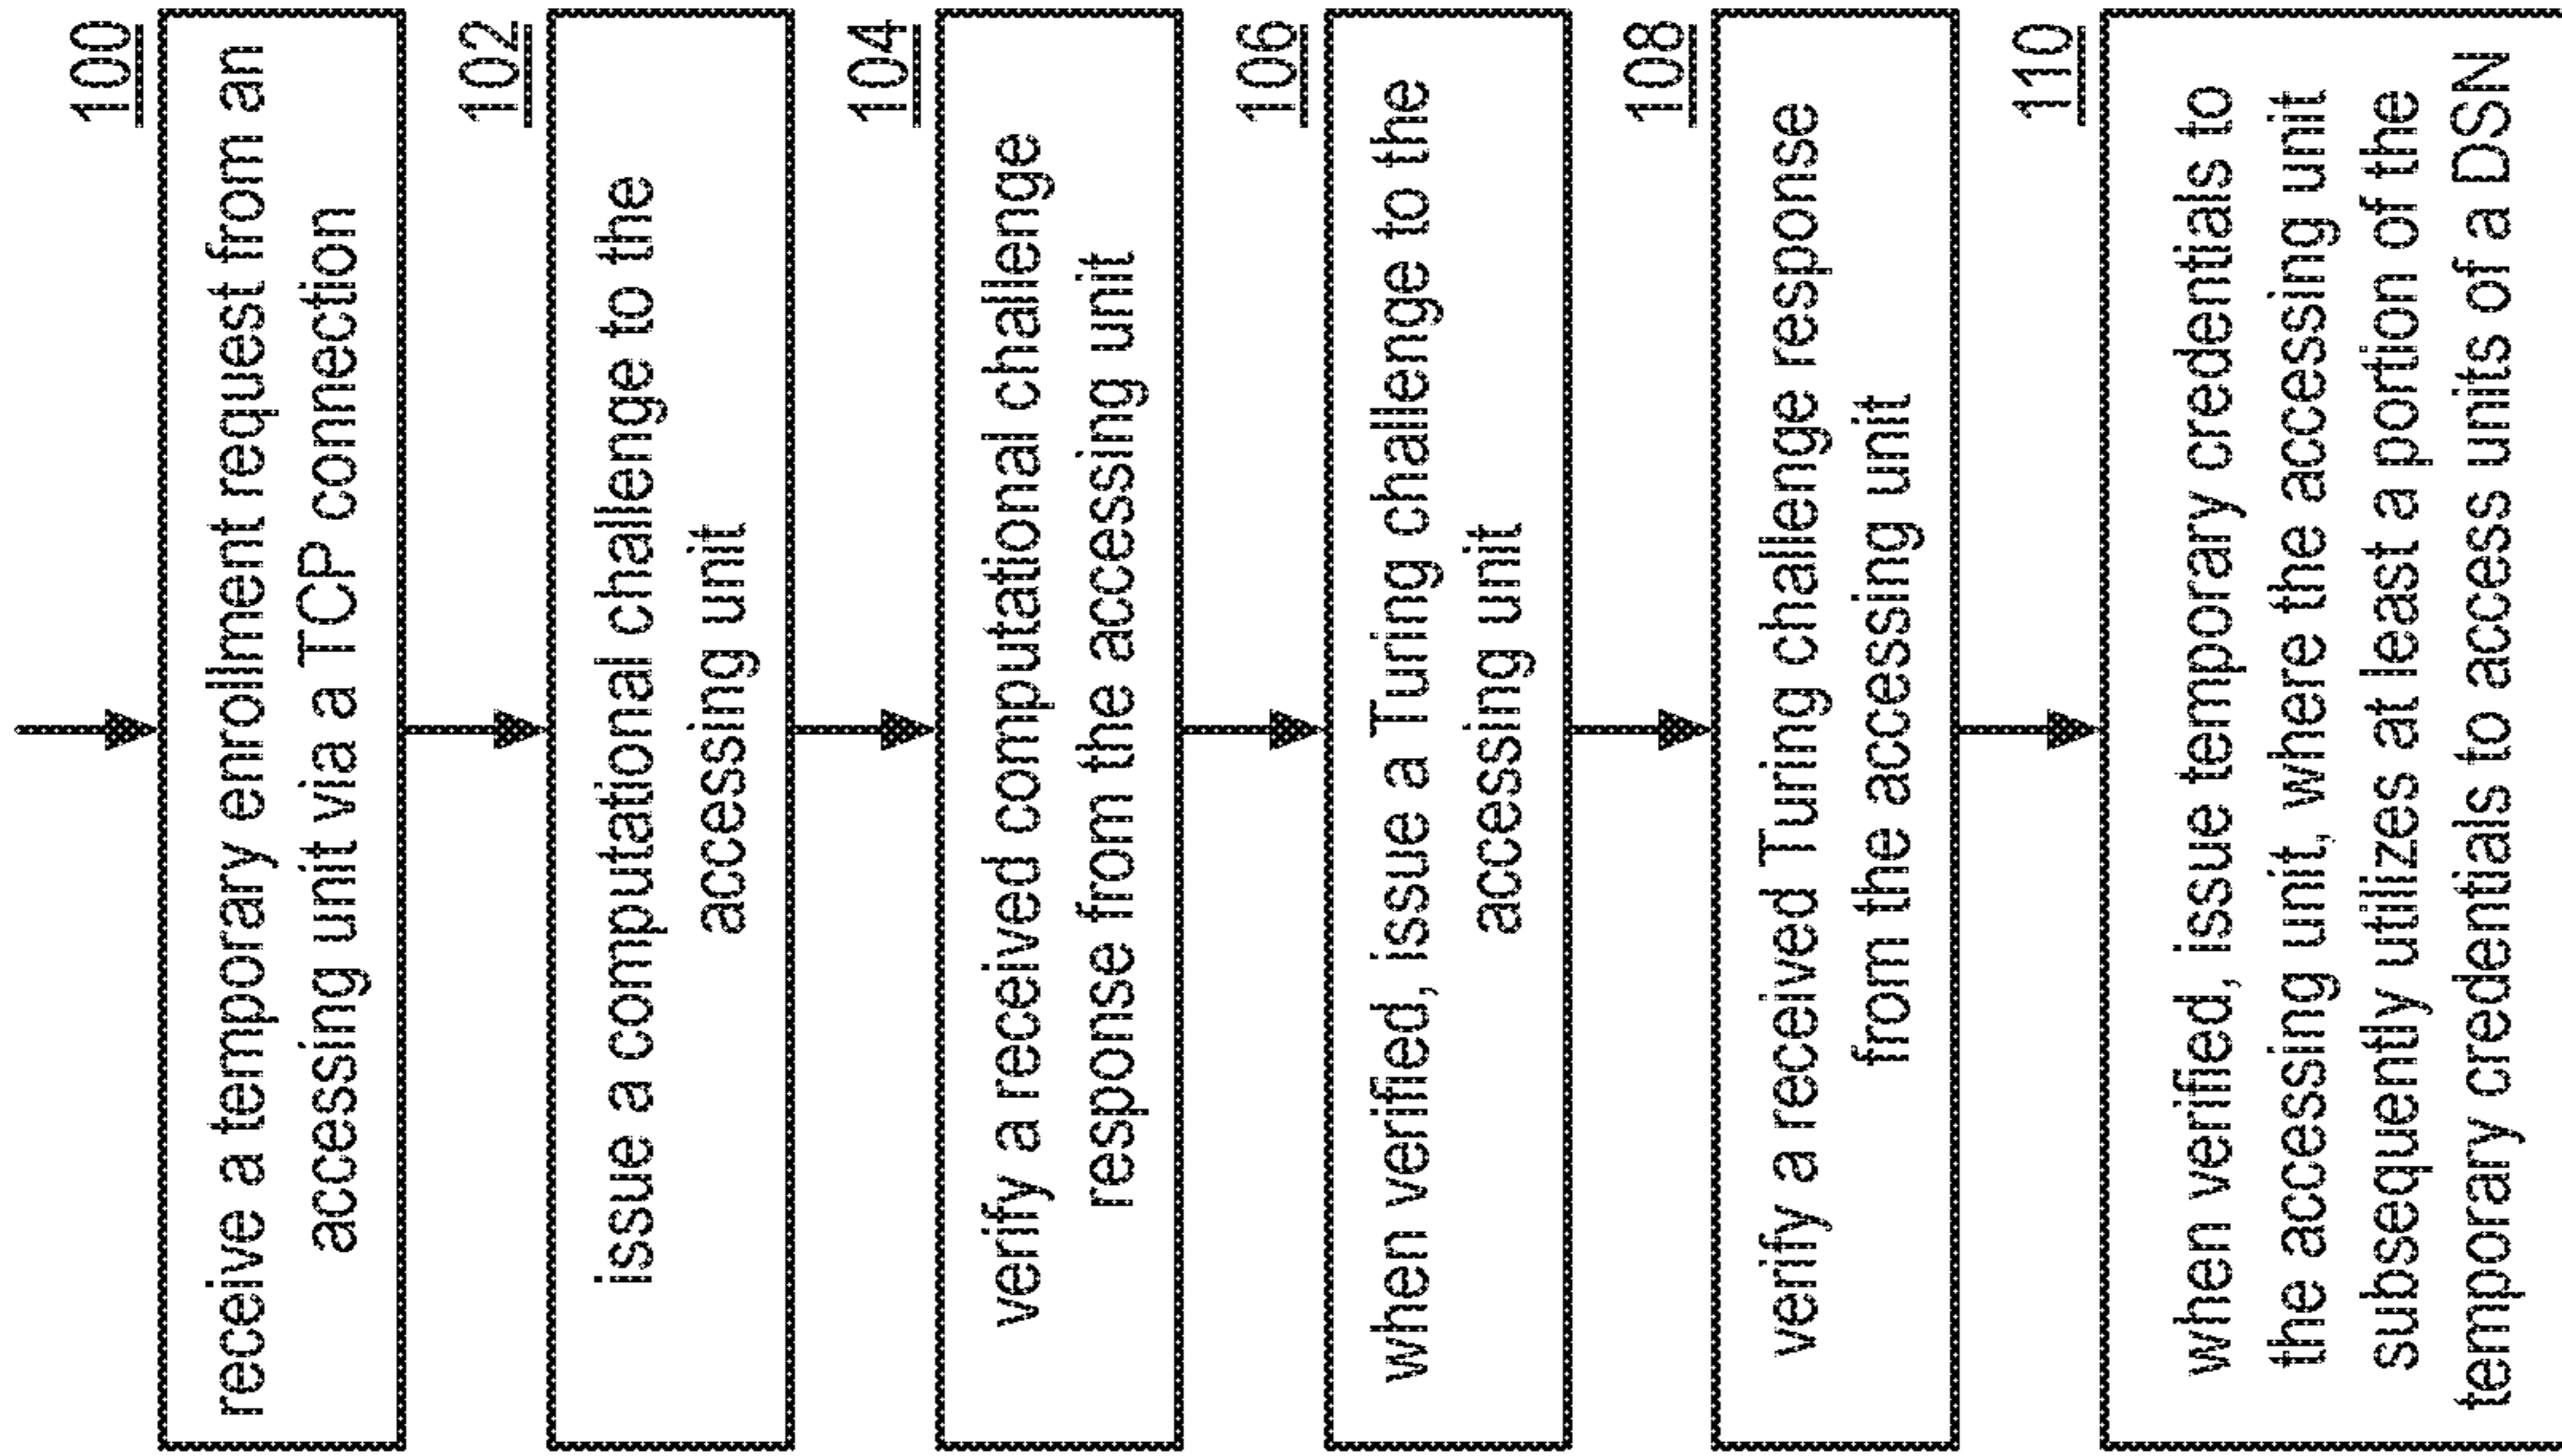 100
receive a temporary enrollment request from an
accessing unit via a TCP connection
102
issue a computational challenge to the
accessing unit
104
verify a received computational challenge
response from the accessing unit
106
when verified, issue a Turing challenge to the
accessing unit
108
verify a received Turing challenge response
from the accessing unit
110
when verified, issue temporary credentials to
the accessing unit, where the accessing unit
subsequently utilizes at least a portion of the
temporary credentials to access units of a DSN